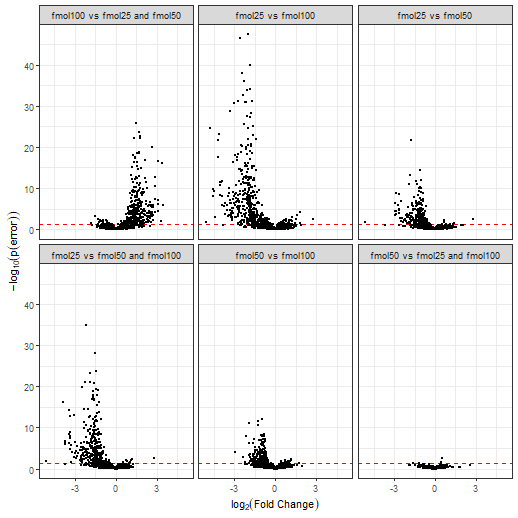 fmol100 vs fmol25 and fmol50
fmol25 vs fmol100
fmol25 vs fmol50
40
30
20
10
0
fmol25 vs fmol50 and fmol100
fmol50 vs fmol100
fmol50 vs fmol25 and fmol100
40
30
20
10
0
-3 0 3
-3 0 3
-3 0 3
−log10(p(error))
log2(Fold Change)